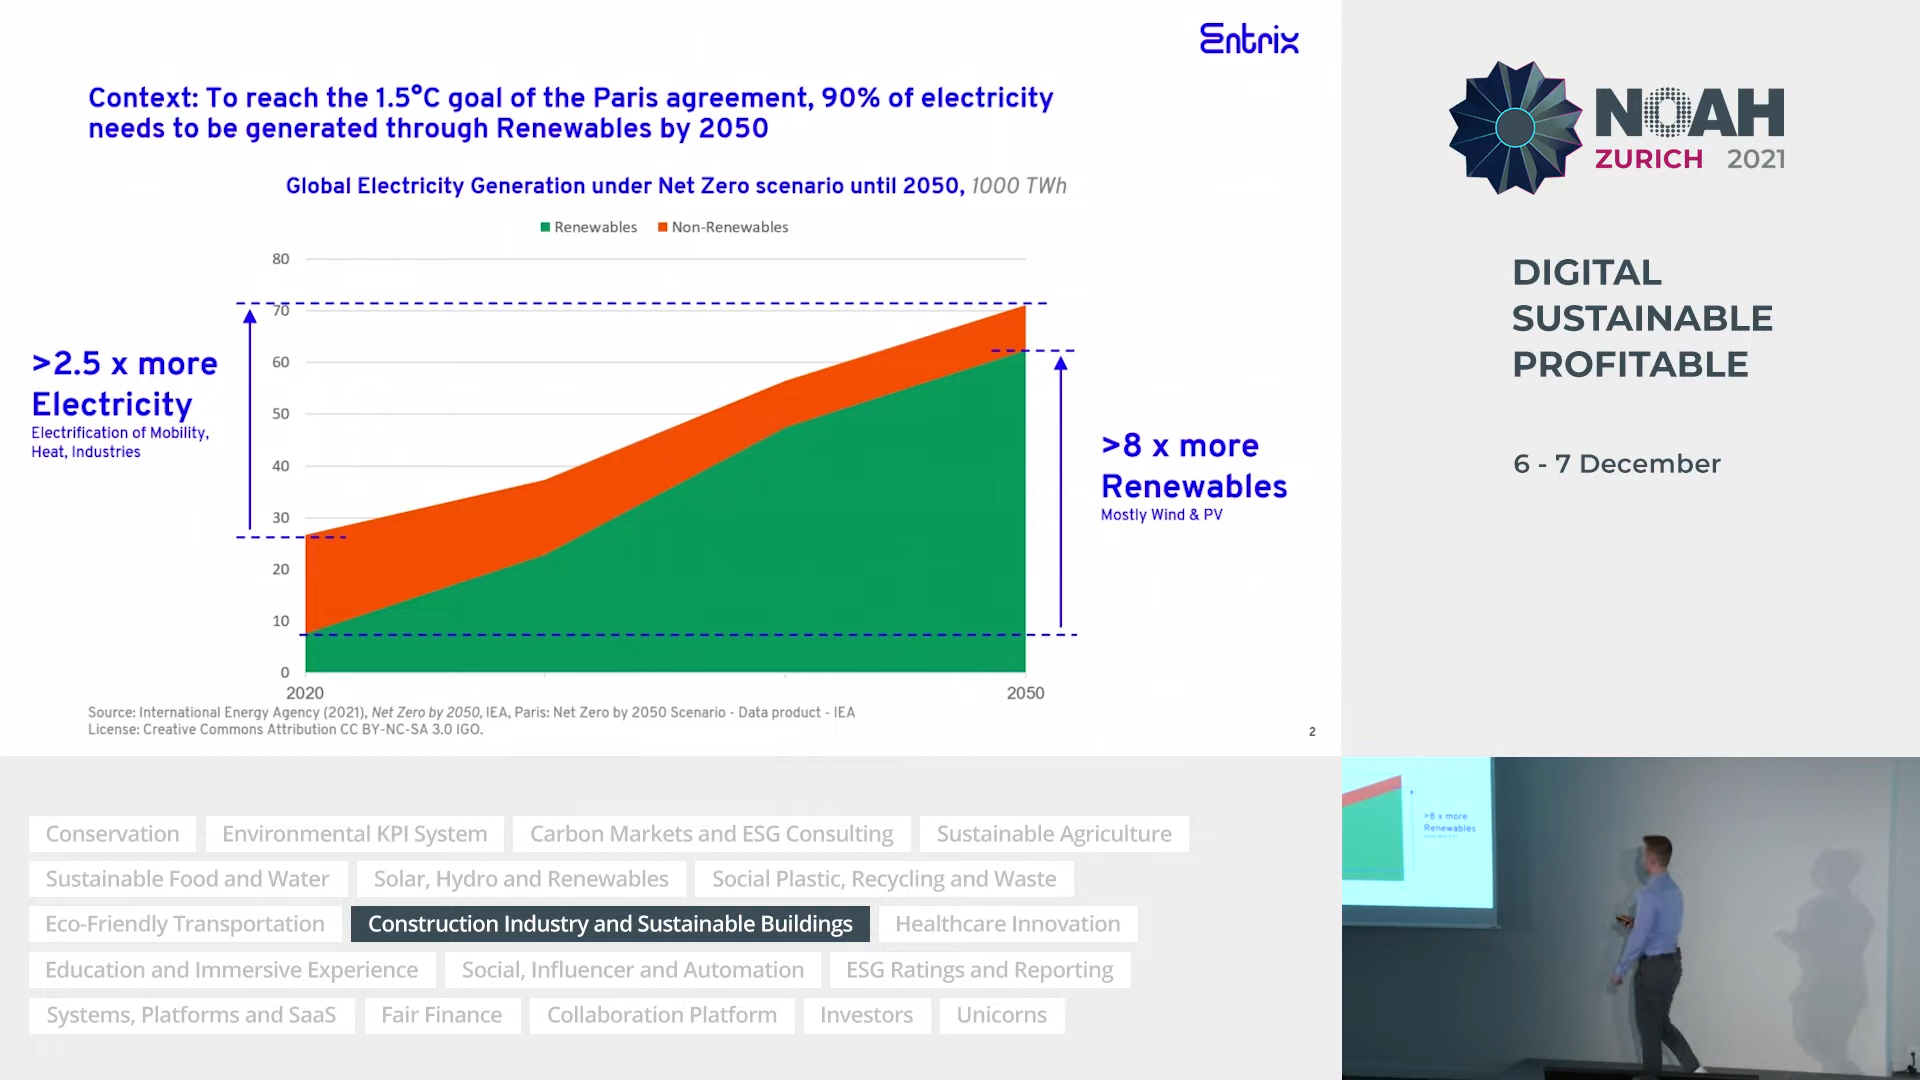 Entrix
Context: To reach the 1.5°C goal of the Paris agreement, 90% of electricity
needs to be generated through Renewables by 2050
Global Electricity Generation under Net Zero scenario until 2050, 1000 TWh
Renewables Non-Renewables
80
70
60
50
40
30
20
10
0
2020 2050
>2.5 x more
Electricity
Electrification of Mobility,
Heat, Industries
>8 x more
Renewables
Mostly Wind & PV
Source: International Energy Agency (2021), Net Zero by 2050, IEA, Paris: Net Zero by 2050 Scenario - Data product - IEA
License: Creative Commons Attribution CC BY-NC-SA 3.0 IGO.
2
NOAH
ZURICH 2021
DIGITAL
SUSTAINABLE
PROFITABLE
6 - 7 December
Conservation Environmental KPI System Carbon Markets and ESG Consulting Sustainable Agriculture
Sustainable Food and Water Solar, Hydro and Renewables Social Plastic, Recycling and Waste
Eco-Friendly Transportation Construction Industry and Sustainable Buildings Healthcare Innovation
Education and Immersive Experience Social, Influencer and Automation ESG Ratings and Reporting
Systems, Platforms and SaaS Fair Finance Collaboration Platform Investors Unicorns
>8 x more
Renewables